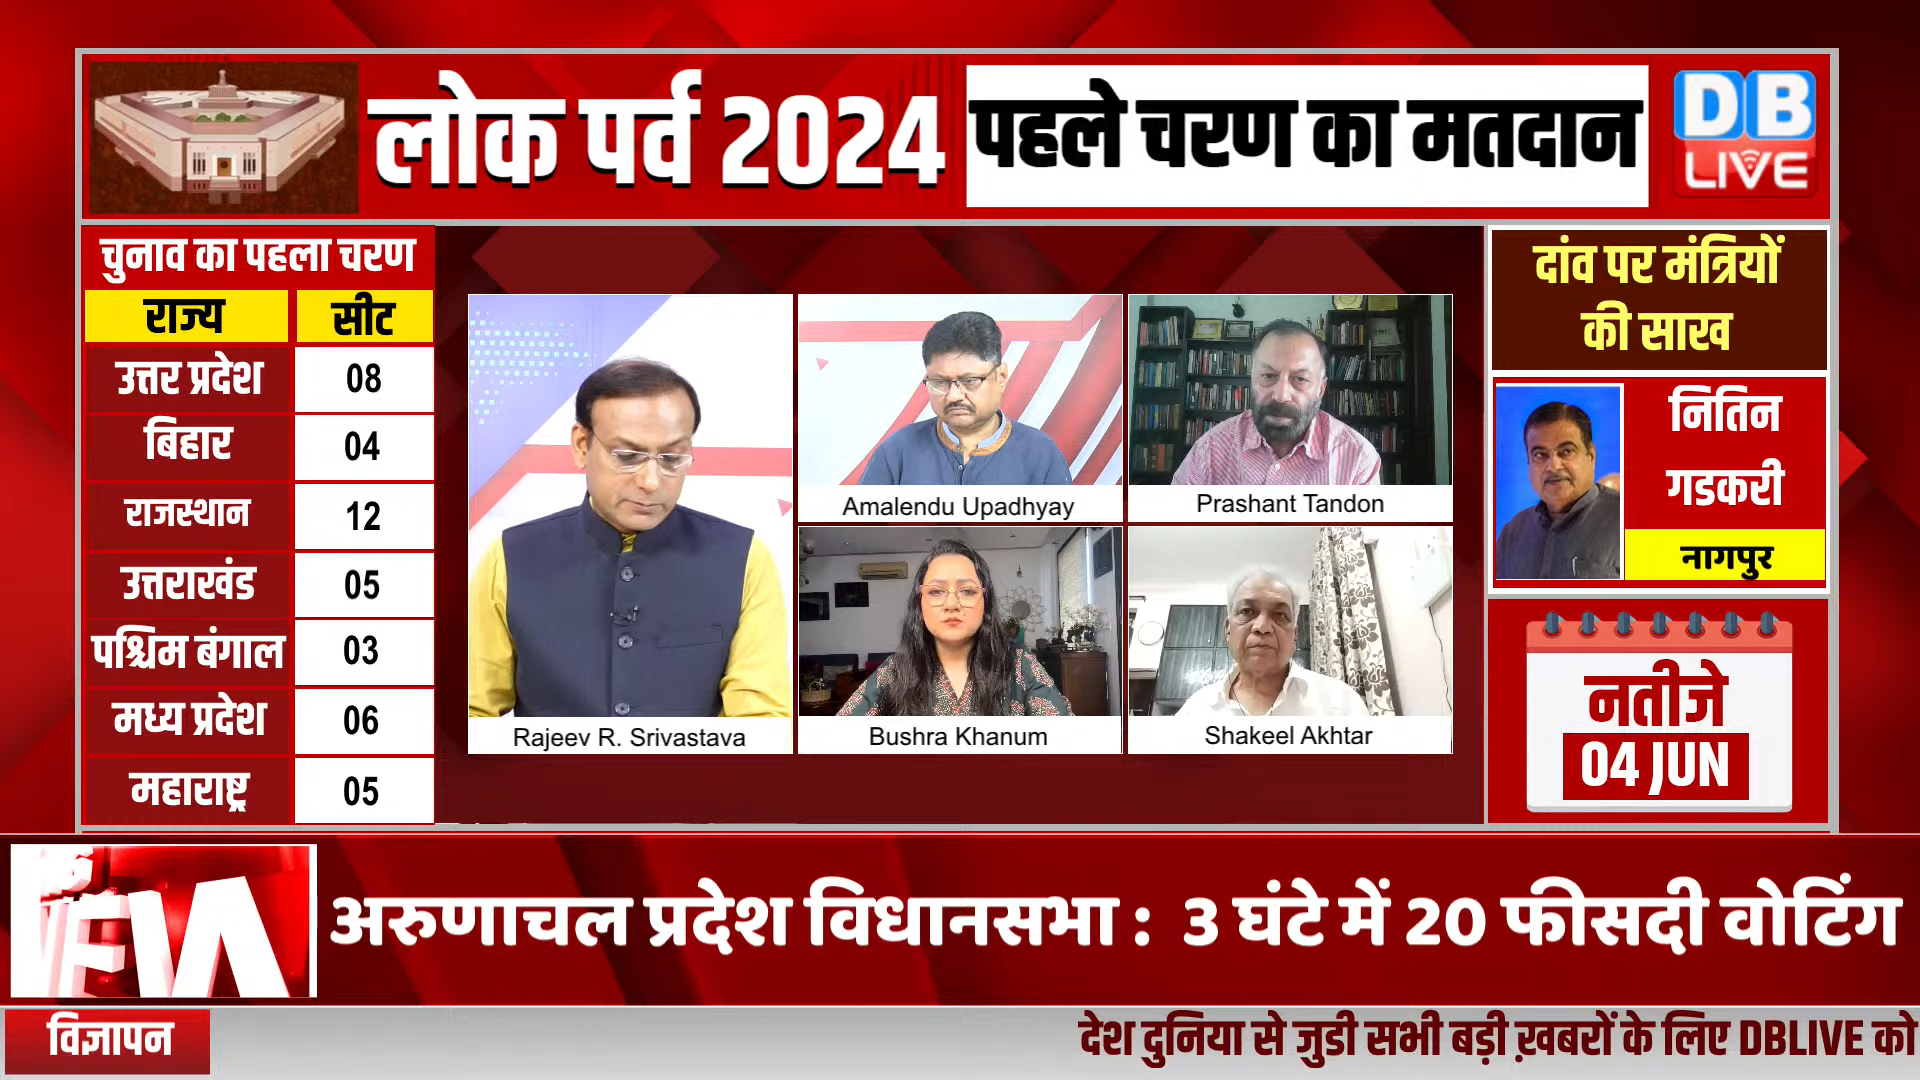 लोक पर्व 2024
पहले चरण का मतदान
DB
LIVE
चुनाव का पहला चरण
राज्य सीट
उत्तर प्रदेश 08
बिहार 04
राजस्थान 12
उत्तराखंड 05
पश्चिम बंगाल 03
मध्य प्रदेश 06
महाराष्ट्र 05
Amalendu Upadhyay
Prashant Tandon
Rajeev R. Srivastava
Bushra Khanum
Shakeel Akhtar
दांव पर मंत्रियों
की साख
नितिन
गडकरी
नागपुर
नतीजे
04 JUN
अरुणाचल प्रदेश विधानसभा : 3 घंटे में 20 फीसदी वोटिंग
विज्ञापन
देश दुनिया से जुडी सभी बड़ी ख़बरों के लिए DBLIVE को